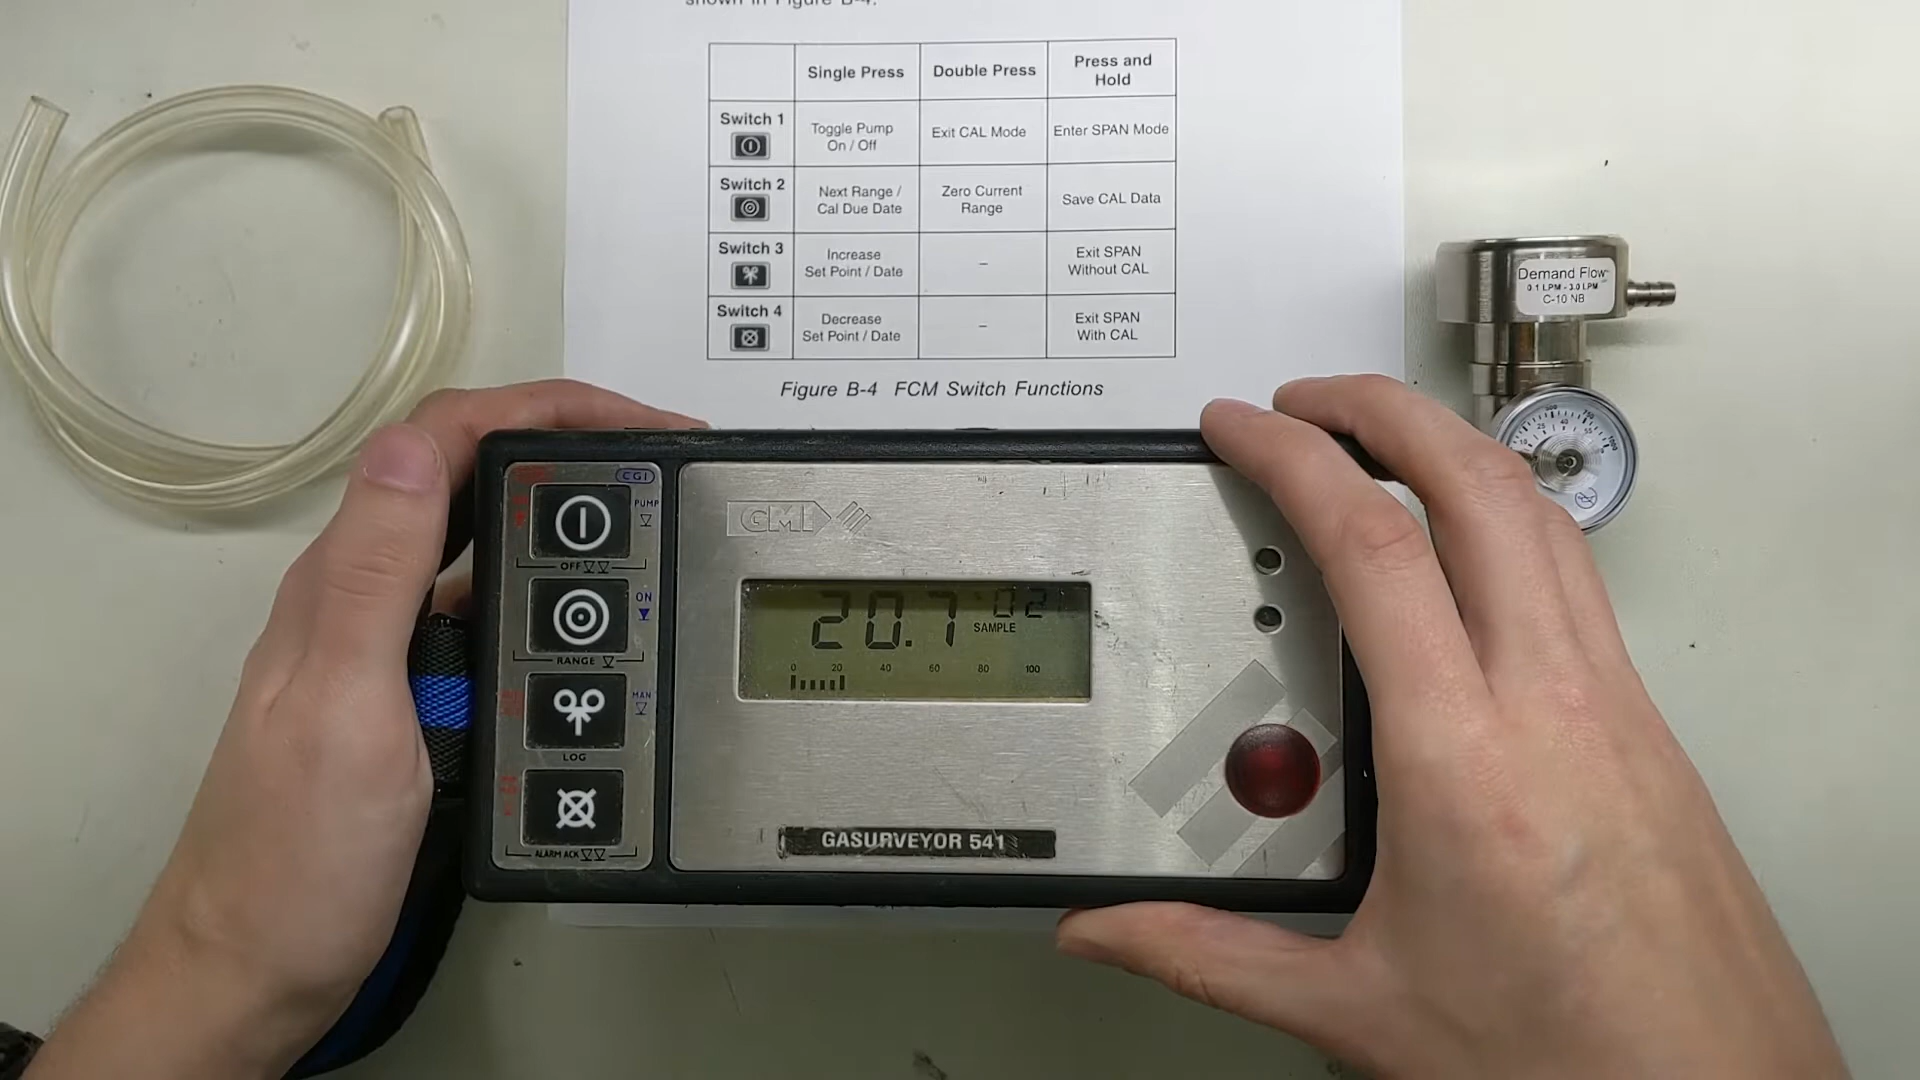 shown in Figure B-4.
Single Press
Double Press
Press and
Hold
Switch 1
Toggle Pump
On / Off
Exit CAL Mode
Enter SPAN Mode
Switch 2
Next Range /
Cal Due Date
Zero Current
Range
Save CAL Data
Switch 3
Increase
Set Point / Date
–
Exit SPAN
Without CAL
Switch 4
Decrease
Set Point / Date
–
Exit SPAN
With CAL
Figure B-4 FCM Switch Functions
Demand Flow
0.1 LPM - 3.0 LPM
C-10 NB
CGI
PUMP
OFF
ON
RANGE
MAN
LOG
ALARM ACK
GMI
20.7
SAMPLE
0 20 40 60 80 100
GASURVEYOR 541